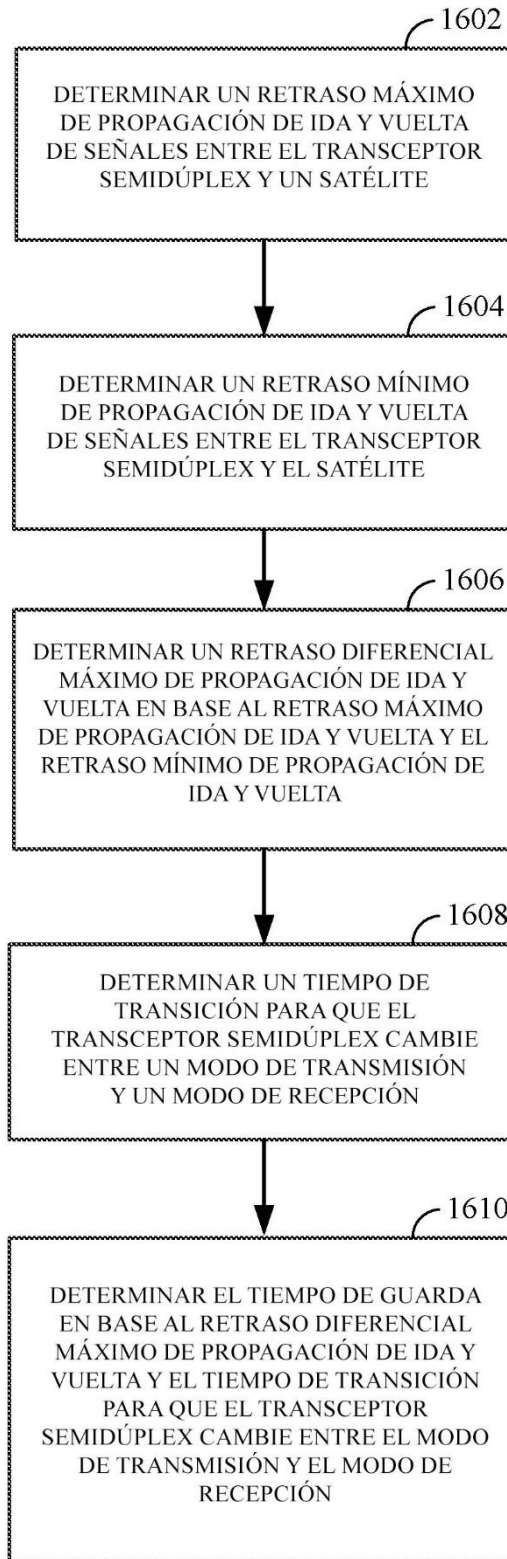 1602
DETERMINAR UN RETRASO MÁXIMO
DE PROPAGACIÓN DE IDA Y VUELTA
DE SEÑALES ENTRE EL TRANSCEPTOR
SEMIDÚPLEX Y UN SATÉLITE
1604
DETERMINAR UN RETRASO MÍNIMO
DE PROPAGACIÓN DE IDA Y VUELTA
DE SEÑALES ENTRE EL TRANSCEPTOR
SEMIDÚPLEX Y EL SATÉLITE
1606
DETERMINAR UN RETRASO DIFERENCIAL
MÁXIMO DE PROPAGACIÓN DE IDA Y
VUELTA EN BASE AL RETRASO MÁXIMO
DE PROPAGACIÓN DE IDA Y VUELTA Y EL
RETRASO MÍNIMO DE PROPAGACIÓN DE
IDA Y VUELTA
1608
DETERMINAR UN TIEMPO DE
TRANSICIÓN PARA QUE EL
TRANSCEPTOR SEMIDÚPLEX CAMBIE
ENTRE UN MODO DE TRANSMISIÓN
Y UN MODO DE RECEPCIÓN
1610
DETERMINAR EL TIEMPO DE GUARDA
EN BASE AL RETRASO DIFERENCIAL
MÁXIMO DE PROPAGACIÓN DE IDA Y
VUELTA Y EL TIEMPO DE TRANSICIÓN
PARA QUE EL TRANSCEPTOR
SEMIDÚPLEX CAMBIE ENTRE EL MODO
DE TRANSMISIÓN Y EL MODO DE
RECEPCIÓN